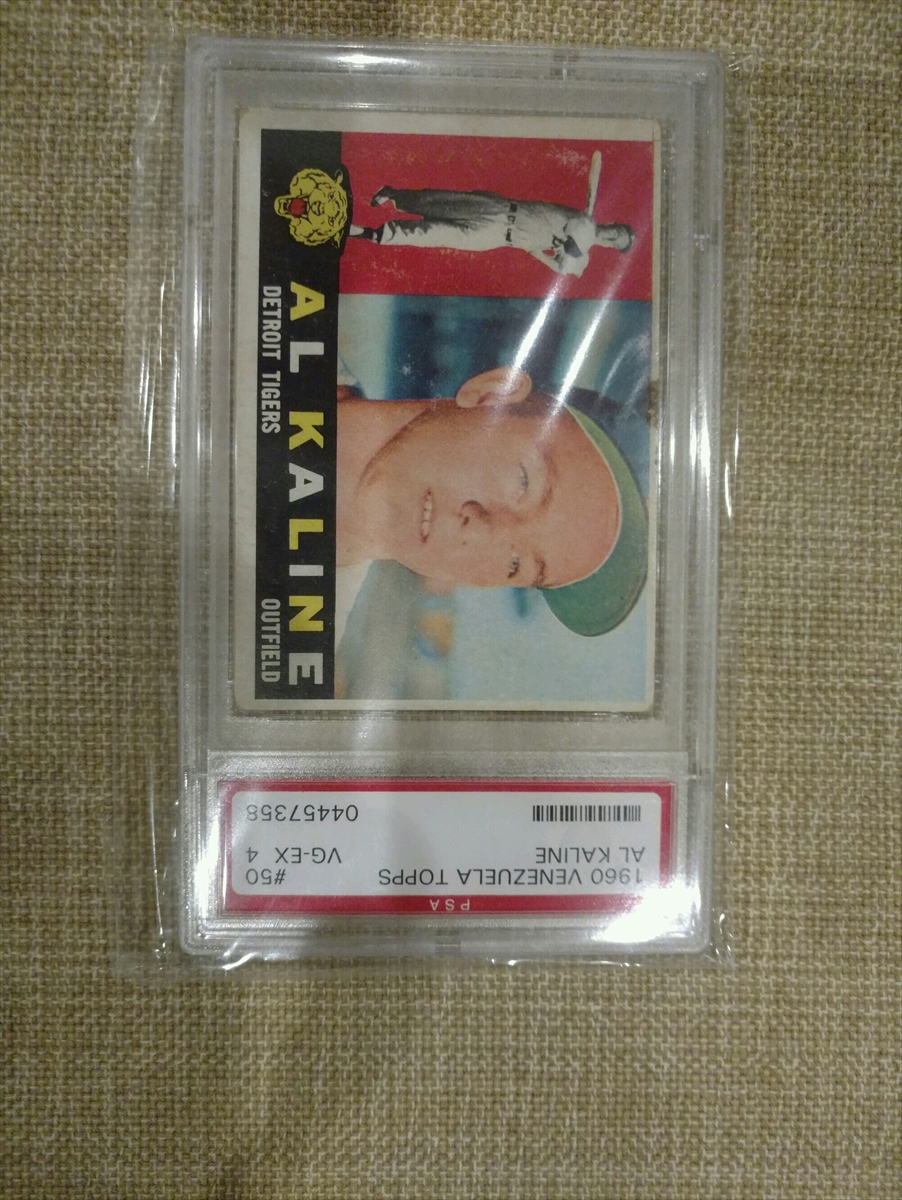 PSA
1960 VENEZUELA TOPPS #50
AL KALINE VG-EX 4
04457358
AL KALINE
DETROIT TIGERS OUTFIELD